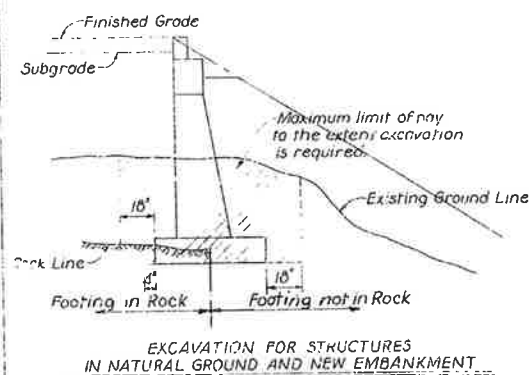 Finished Grade
Subgrade
Maximum limit of pay
to the extent excavation
is required.
Existing Ground Line
18"
Line
18"
Footing in Rock
Footing not in Rock
EXCAVATION FOR STRUCTURES
IN NATURAL GROUND AND NEW EMBANKMENT